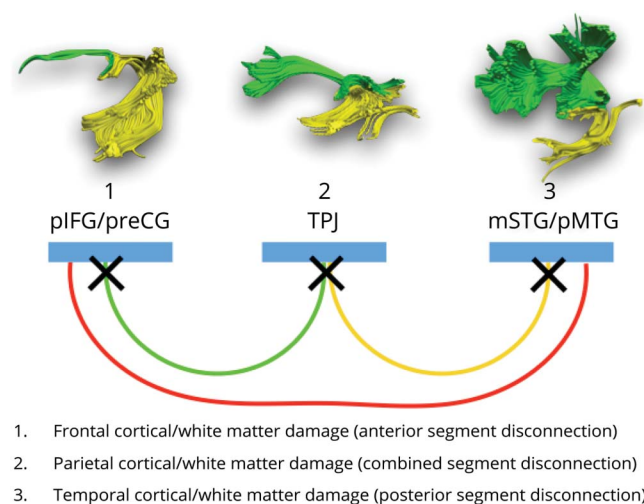 1 2 3
pIFG/preCG TPJ mSTG/pMTG
1. Frontal cortical/white matter damage (anterior segment disconnection)
2. Parietal cortical/white matter damage (combined segment disconnection)
3. Temporal cortical/white matter damage (posterior segment disconnection)